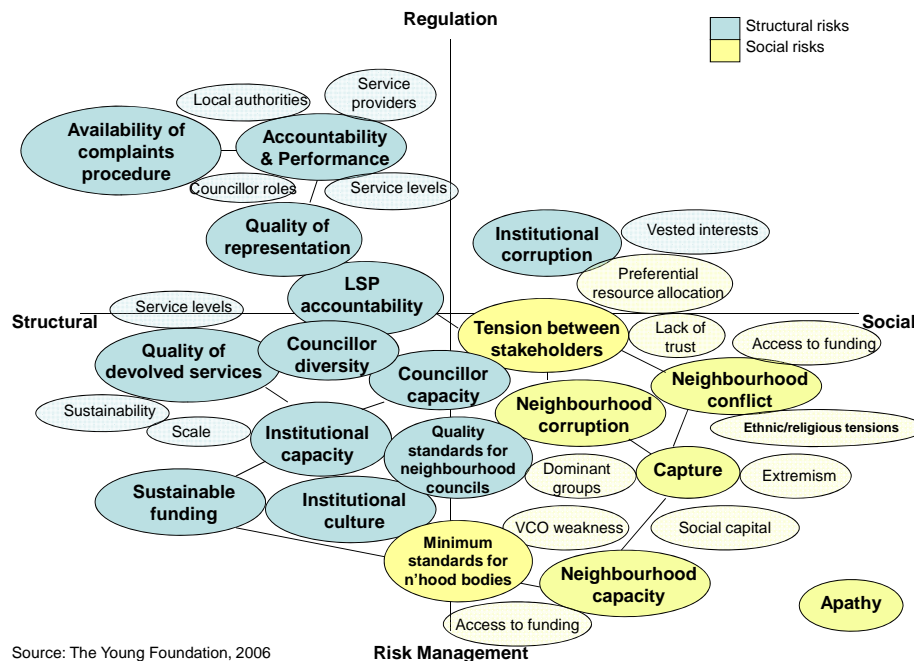 Regulation
Structural risks
Social risks
Service
providers
Local authorities
Availability of
complaints
procedure
Accountability
& Performance
Councillor roles
Service levels
Quality of
representation
Institutional
corruption
Vested interests
Preferential
resource allocation
LSP
accountability
Service levels
Structural
Social
Tension between
stakeholders
Lack of
trust
Access to funding
Quality of
devolved services
Councillor
diversity
Councillor
capacity
Neighbourhood
conflict
Sustainability
Scale
Institutional
capacity
Neighbourhood
corruption
Ethnic/religious tensions
Quality
standards for
neighbourhood
councils
Dominant
groups
Capture
Extremism
Sustainable
funding
Institutional
culture
VCO weakness
Social capital
Minimum
standards for
n'hood bodies
Neighbourhood
capacity
Apathy
Access to funding
Source: The Young Foundation, 2006
Risk Management